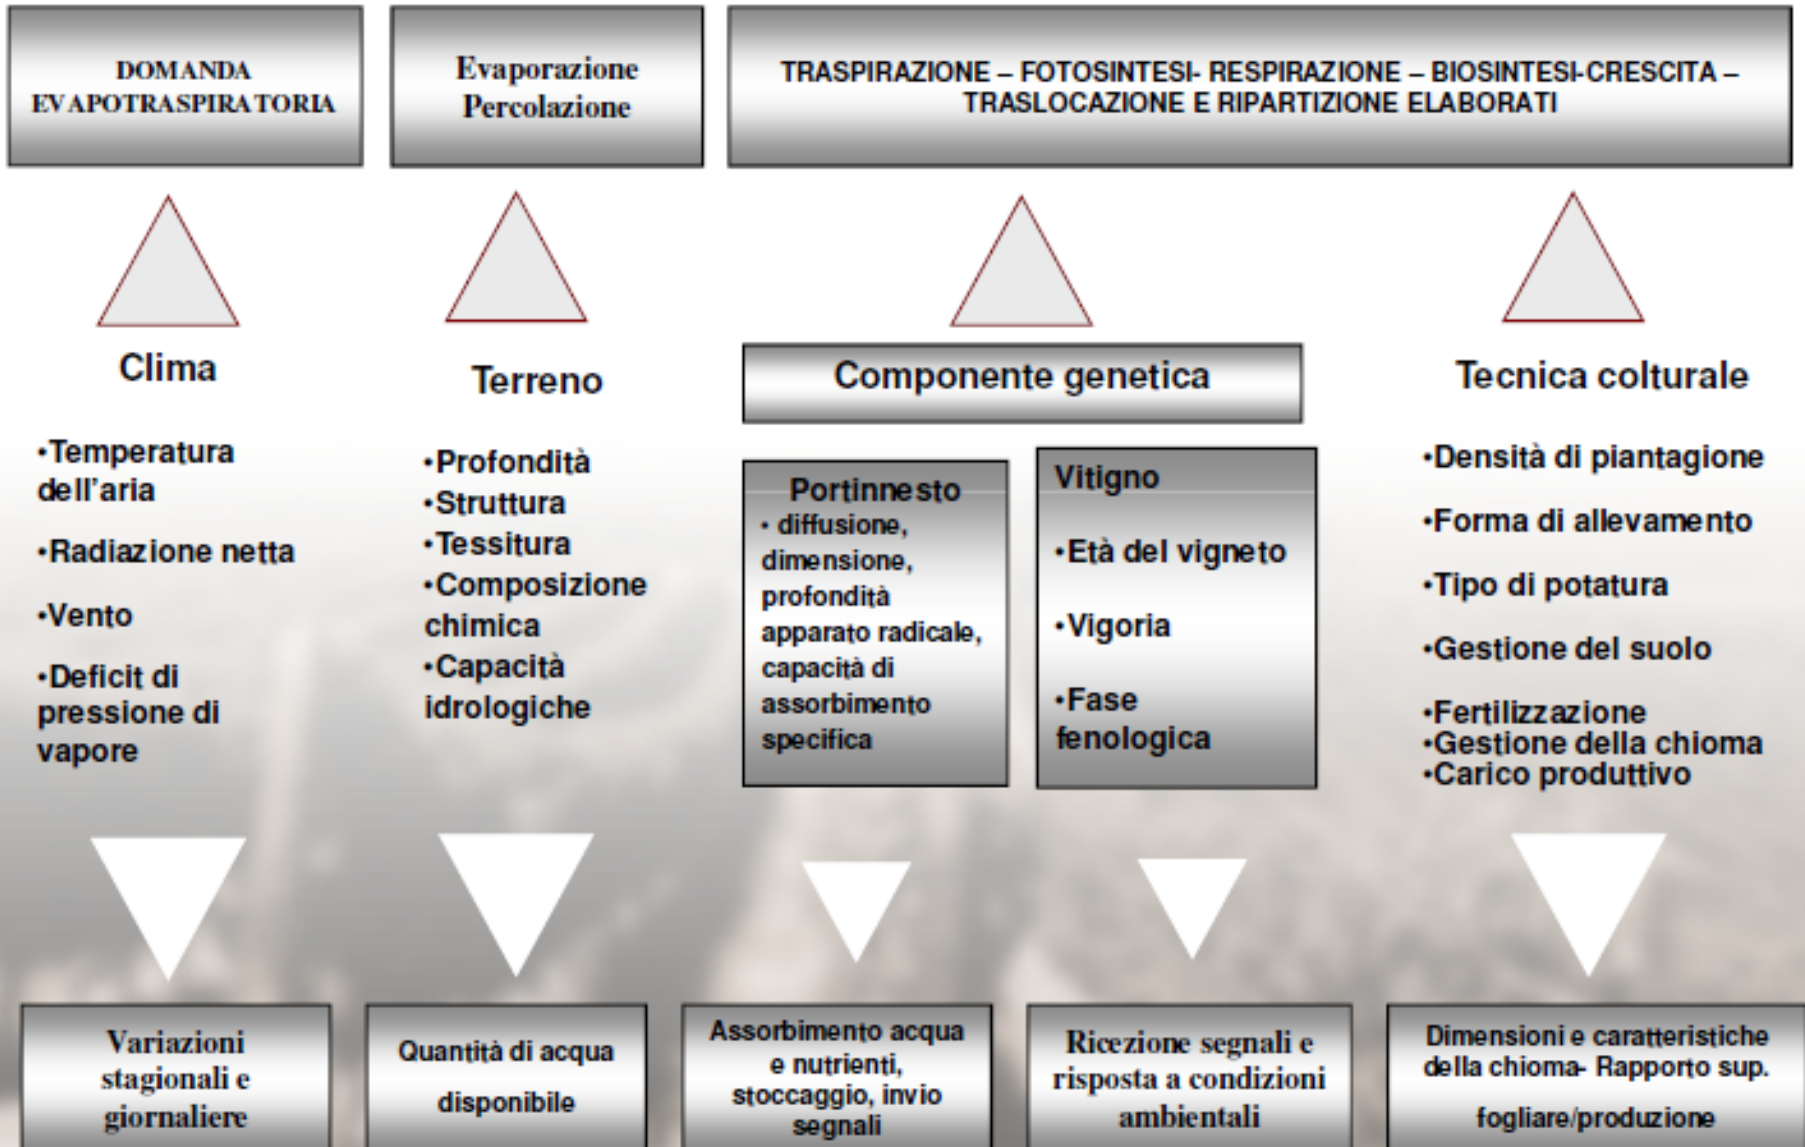 DOMANDA
EVAPOTRASPIRATORIA
Evaporazione
Percolazione
TRASPIRAZIONE – FOTOSINTESI- RESPIRAZIONE – BIOSINTESI-CRESCITA –
TRASLOCAZIONE E RIPARTIZIONE ELABORATI
Clima
•Temperatura
dell'aria
•Radiazione netta
•Vento
•Deficit di
pressione di
vapore
Terreno
•Profondità
•Struttura
•Tessitura
•Composizione
chimica
•Capacità
idrologiche
Componente genetica
Portinnesto
• diffusione,
dimensione,
profondità
apparato radicale,
capacità di
assorbimento
specifica
Vitigno
•Età del vigneto
•Vigoria
•Fase
fenologica
Tecnica colturale
•Densità di piantagione
•Forma di allevamento
•Tipo di potatura
•Gestione del suolo
•Fertilizzazione
•Gestione della chioma
•Carico produttivo
Variazioni
stagionali e
giornaliere
Quantità di acqua
disponibile
Assorbimento acqua
e nutrienti,
stoccaggio, invio
segnali
Ricezione segnali e
risposta a condizioni
ambientali
Dimensioni e caratteristiche
della chioma- Rapporto sup.
fogliare/produzione